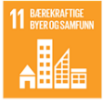 11 BÆREKRAFTIGE
BYER OG SAMFUNN